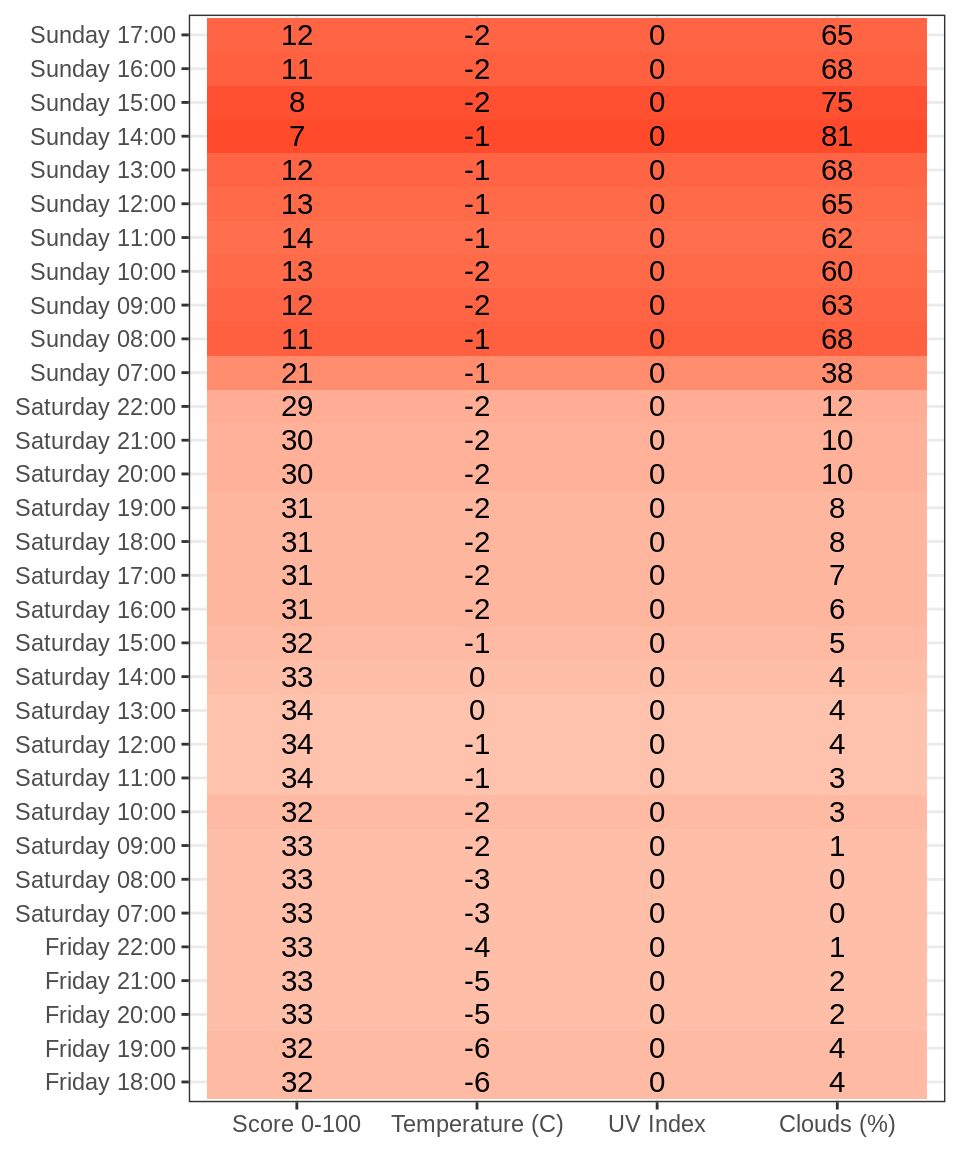 Sunday 17:00 12 -2 0 65
Sunday 16:00 11 -2 0 68
Sunday 15:00 8 -2 0 75
Sunday 14:00 7 -1 0 81
Sunday 13:00 12 -1 0 68
Sunday 12:00 13 -1 0 65
Sunday 11:00 14 -1 0 62
Sunday 10:00 13 -2 0 60
Sunday 09:00 12 -2 0 63
Sunday 08:00 11 -1 0 68
Sunday 07:00 21 -1 0 38
Saturday 22:00 29 -2 0 12
Saturday 21:00 30 -2 0 10
Saturday 20:00 30 -2 0 10
Saturday 19:00 31 -2 0 8
Saturday 18:00 31 -2 0 8
Saturday 17:00 31 -2 0 7
Saturday 16:00 31 -2 0 6
Saturday 15:00 32 -1 0 5
Saturday 14:00 33 0 0 4
Saturday 13:00 34 0 0 4
Saturday 12:00 34 -1 0 4
Saturday 11:00 34 -1 0 3
Saturday 10:00 32 -2 0 3
Saturday 09:00 33 -2 0 1
Saturday 08:00 33 -3 0 0
Saturday 07:00 33 -3 0 0
Friday 22:00 33 -4 0 1
Friday 21:00 33 -5 0 2
Friday 20:00 33 -5 0 2
Friday 19:00 32 -6 0 4
Friday 18:00 32 -6 0 4
Score 0-100 Temperature (C) UV Index Clouds (%)